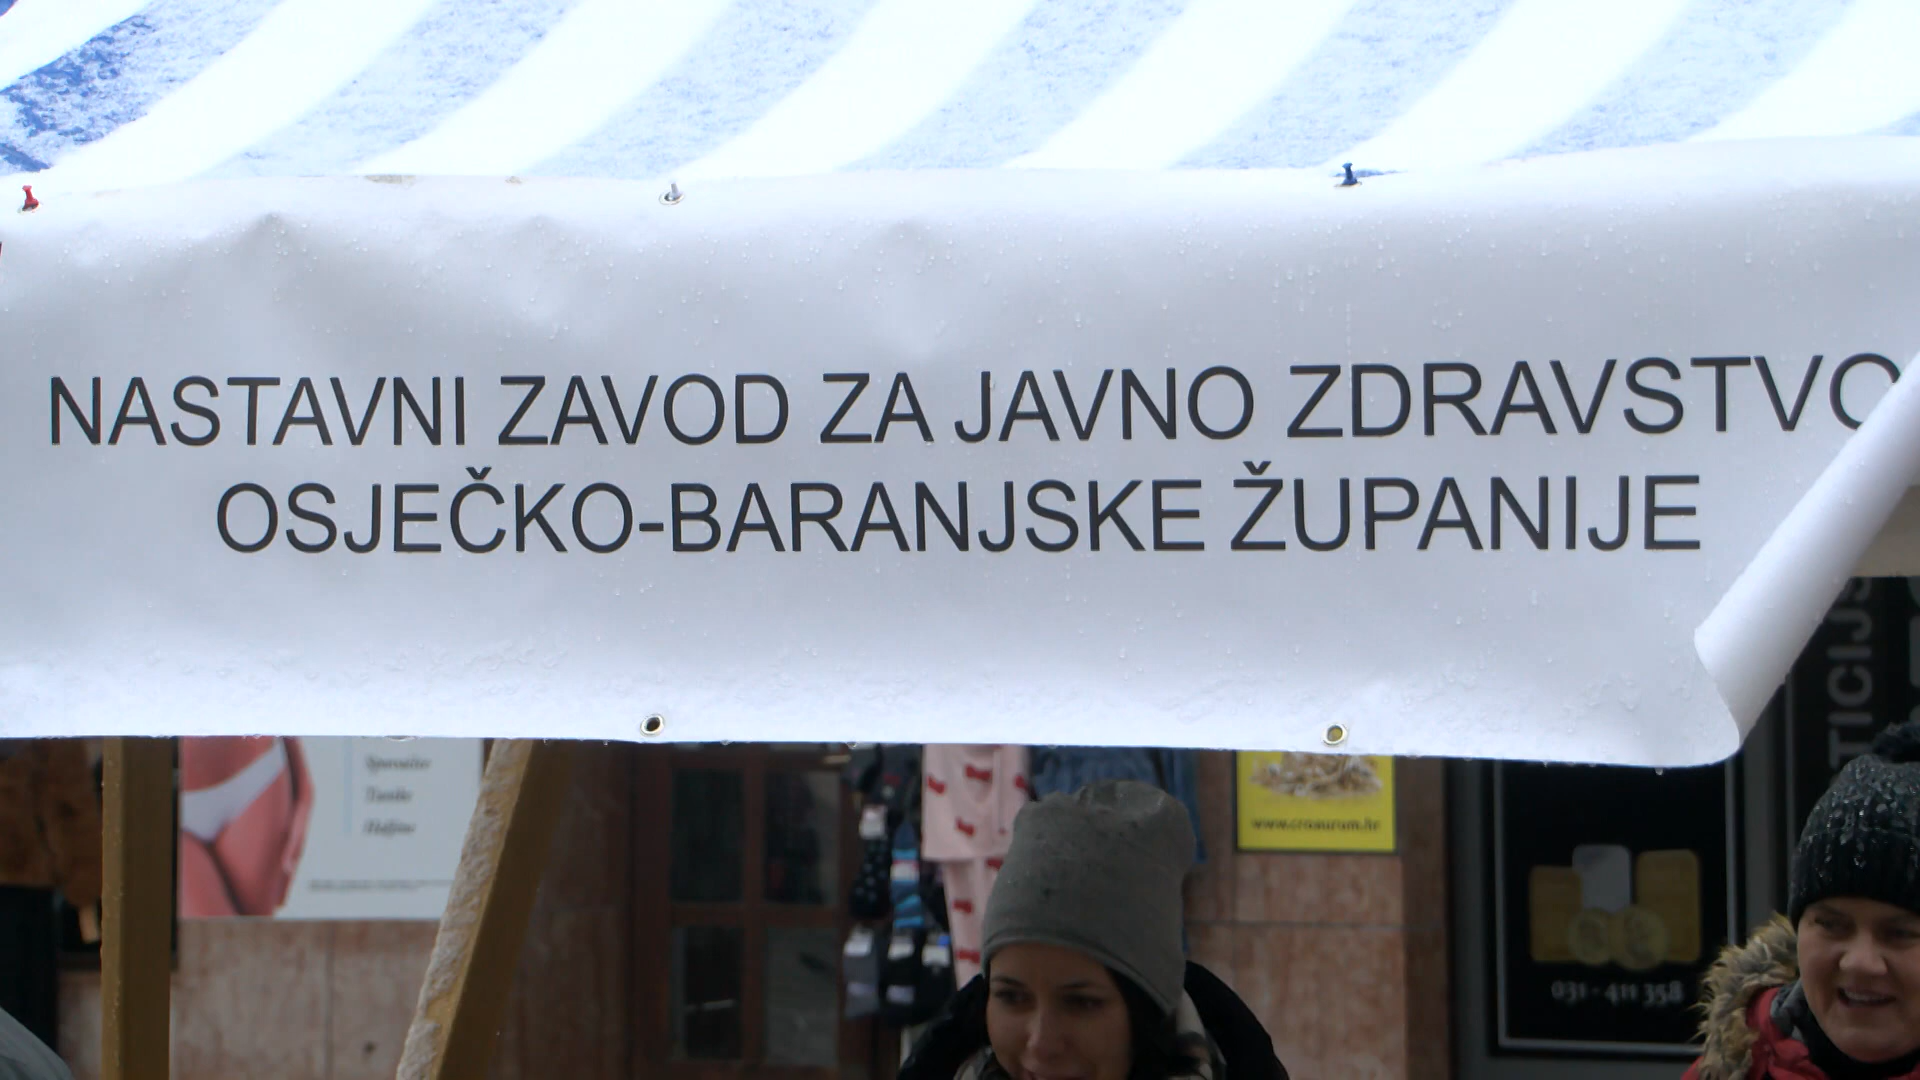 NASTAVNI ZAVOD ZA JAVNO ZDRAVSTVO
OSJEČKO-BARANJSKE ŽUPANIJE
www.croaurum.hr
031 - 411 358